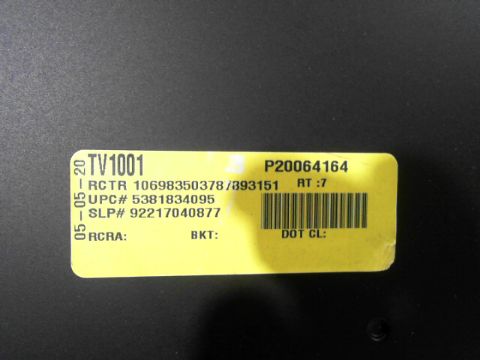 05-05-20
TV1001 P20064164
RCTR 10698350378/893151 RT :7
UPC# 5381834095
SLP# 92217040877
RCRA: BKT: DOT CL: